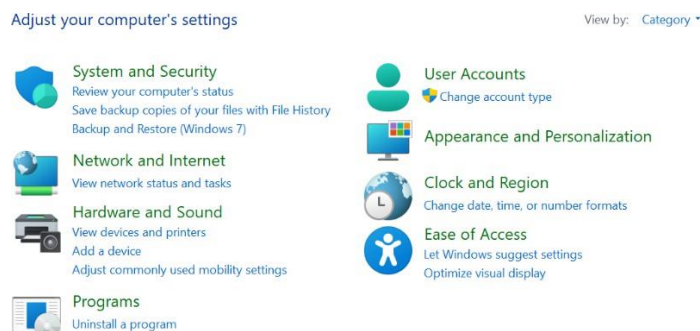 Adjust your computer's settings
View by: Category
System and Security
Review your computer's status
Save backup copies of your files with File History
Backup and Restore (Windows 7)
Network and Internet
View network status and tasks
Hardware and Sound
View devices and printers
Add a device
Adjust commonly used mobility settings
Programs
Uninstall a program
User Accounts
Change account type
Appearance and Personalization
Clock and Region
Change date, time, or number formats
Ease of Access
Let Windows suggest settings
Optimize visual display